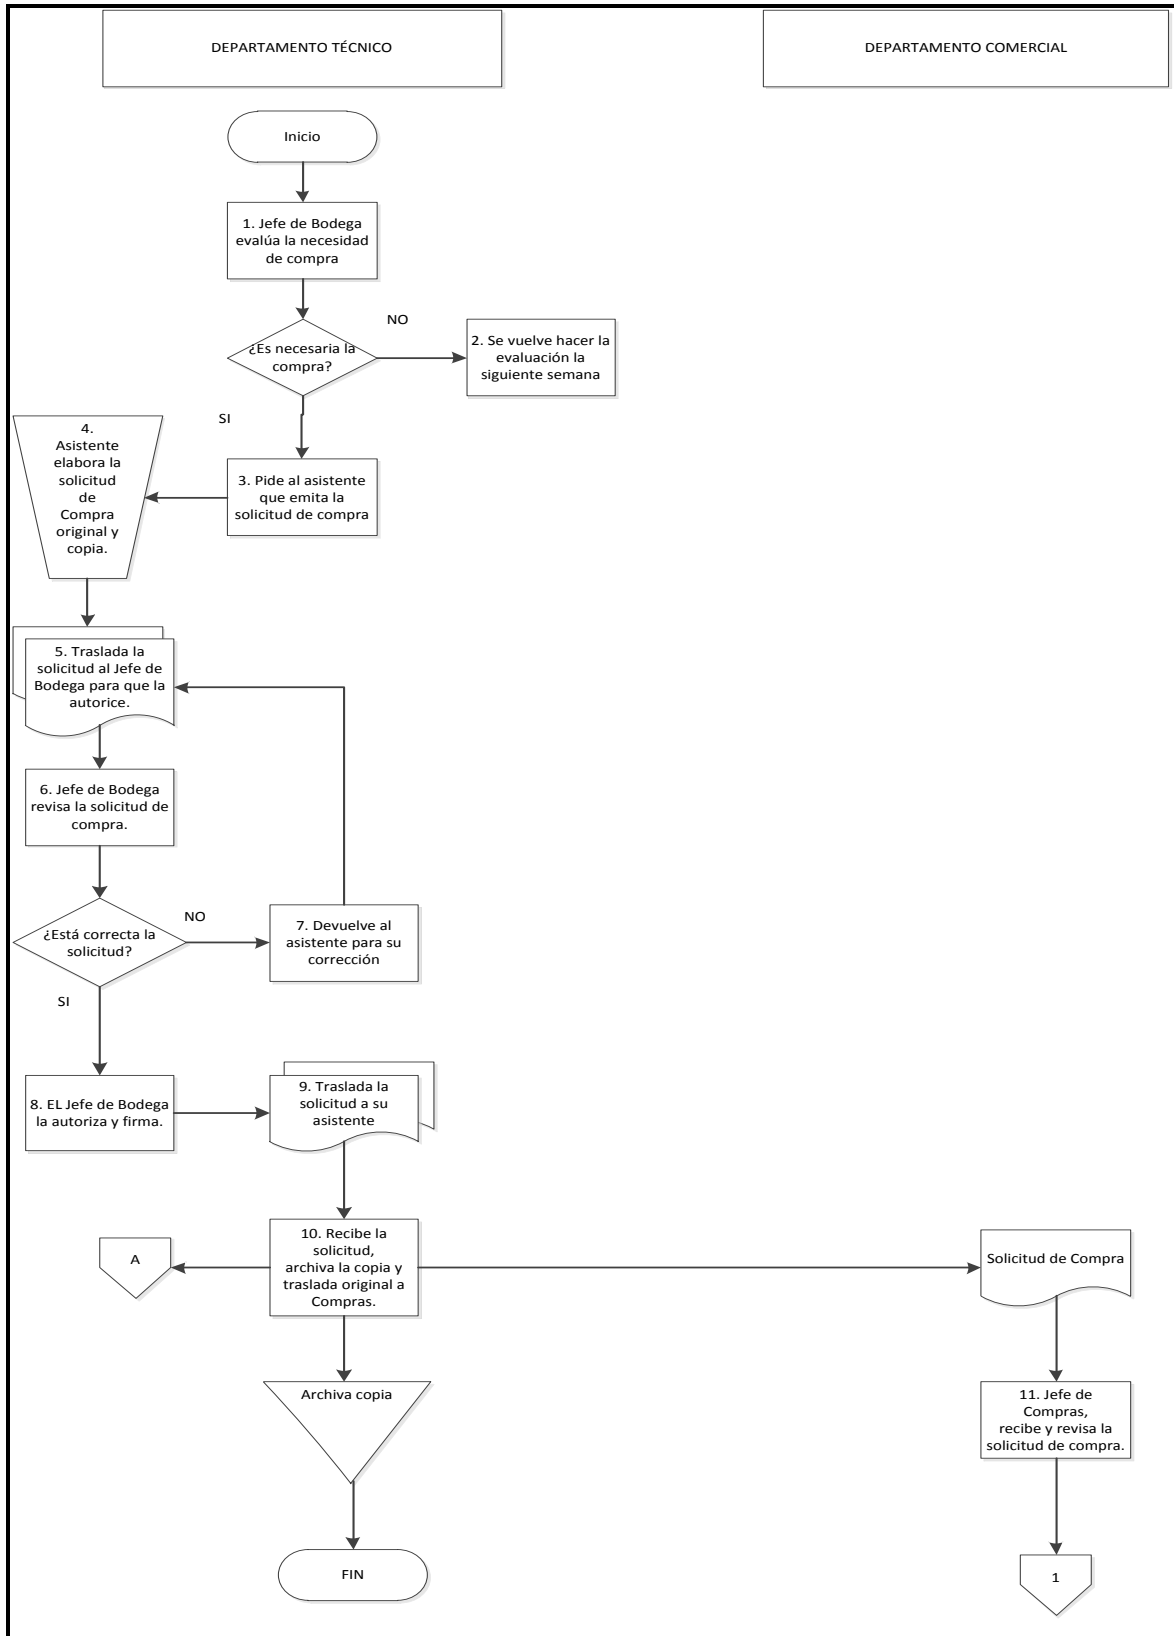 DEPARTAMENTO TÉCNICO
DEPARTAMENTO COMERCIAL
Inicio
1. Jefe de Bodega
evalúa la necesidad
de compra
NO
¿Es necesaria la
compra?
2. Se vuelve hacer la
evaluación la
siguiente semana
SI
4.
Asistente
elabora la
solicitud
de
Compra
original y
copia.
3. Pide al asistente
que emita la
solicitud de compra
5. Traslada la
solicitud al Jefe de
Bodega para que la
autorice.
6. Jefe de Bodega
revisa la solicitud de
compra.
NO
¿Está correcta la
solicitud?
7. Devuelve al
asistente para su
corrección
SI
8. EL Jefe de Bodega
la autoriza y firma.
9. Traslada la
solicitud a su
asistente
A
10. Recibe la
solicitud,
archiva la copia y
traslada original a
Compras.
Solicitud de Compra
Archiva copia
11. Jefe de
Compras,
recibe y revisa la
solicitud de compra.
FIN
1